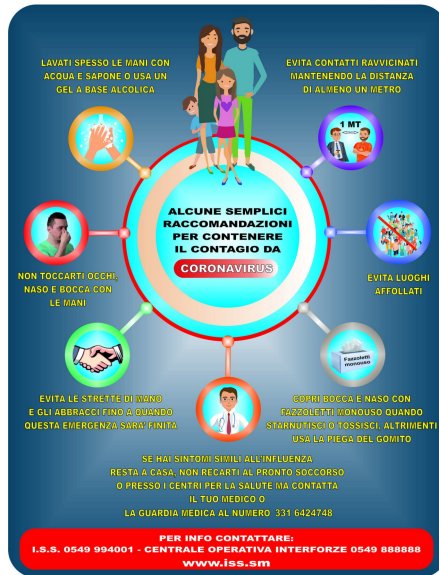 LAVATI SPESSO LE MANI CON
ACQUA E SAPONE O USA UN
GEL A BASE ALCOLICA
EVITA CONTATTI RAVVICINATI
MANTENENDO LA DISTANZA
DI ALMENO UN METRO
1 MT
ALCUNE SEMPLICI
RACCOMANDAZIONI
PER CONTENERE
IL CONTAGIO DA
CORONAVIRUS
NON TOCCARTI OCCHI,
NASO E BOCCA CON
LE MANI
EVITA LUOGHI
AFFOLLATI
Fazzoletti
monouso
EVITA LE STRETTE DI MANO
E GLI ABBRACCI FINO A QUANDO
QUESTA EMERGENZA SARA' FINITA
COPRI BOCCA E NASO CON
FAZZOLETTI MONOUSO QUANDO
STARNUTISCI O TOSSISCI. ALTRIMENTI
USA LA PIEGA DEL GOMITO
SE HAI SINTOMI SIMILI ALL'INFLUENZA
RESTA A CASA, NON RECARTI AL PRONTO SOCCORSO
O PRESSO I CENTRI PER LA SALUTE MA CONTATTA
IL TUO MEDICO O
LA GUARDIA MEDICA AL NUMERO 331 6424748
PER INFO CONTATTARE:
I.S.S. 0549 994001 - CENTRALE OPERATIVA INTERFORZE 0549 888888
www.iss.sm